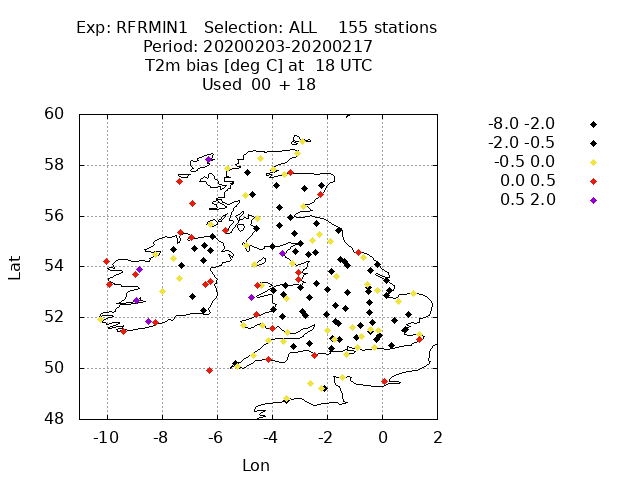 Exp: RFRMIN1 Selection: ALL 155 stations
Period: 20200203-20200217
T2m bias [deg C] at 18 UTC
Used 00 + 18
-8.0 -2.0
-2.0 -0.5
-0.5 0.0
0.0 0.5
0.5 2.0
60
58
56
54
52
50
48
Lat
-10 -8 -6 -4 -2 0 2
Lon